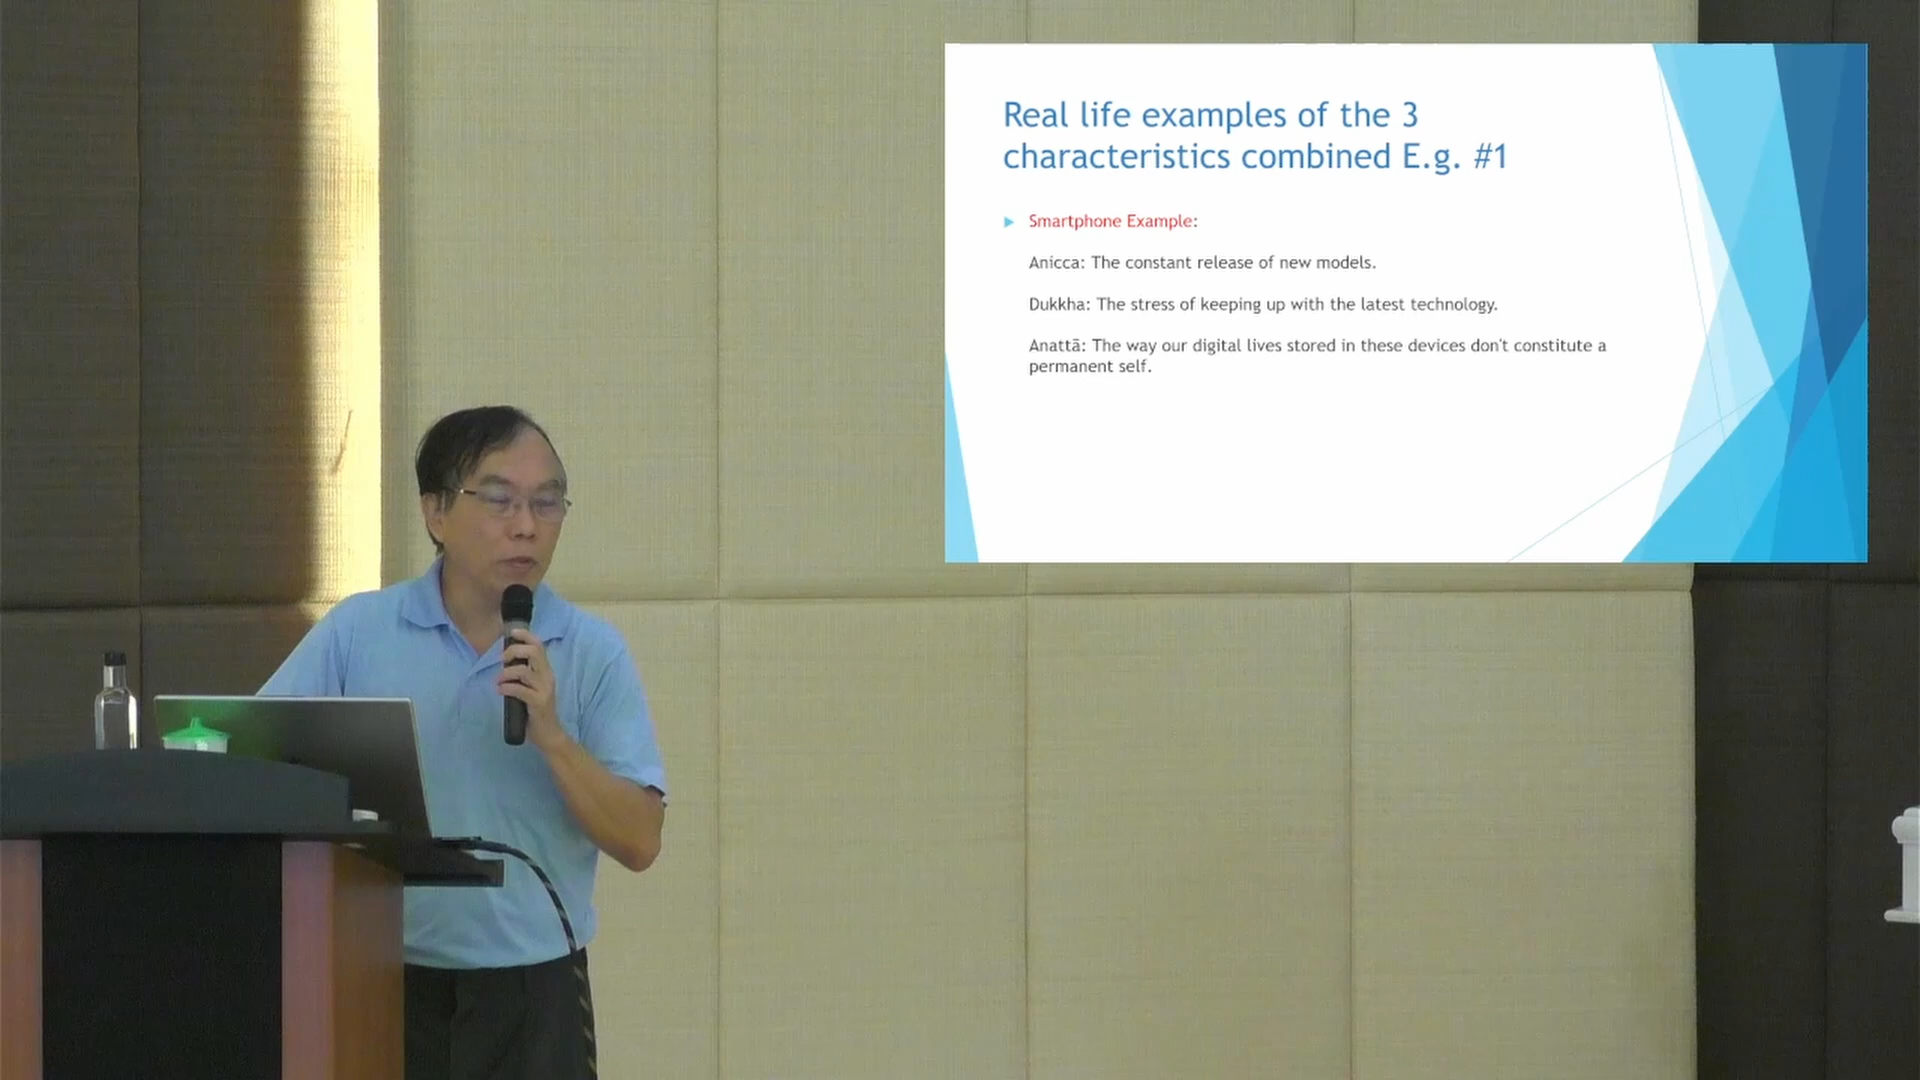 Real life examples of the 3
characteristics combined E.g. #1
Smartphone Example:
Anicca: The constant release of new models.
Dukkha: The stress of keeping up with the latest technology.
Anattā: The way our digital lives stored in these devices don't constitute a
permanent self.